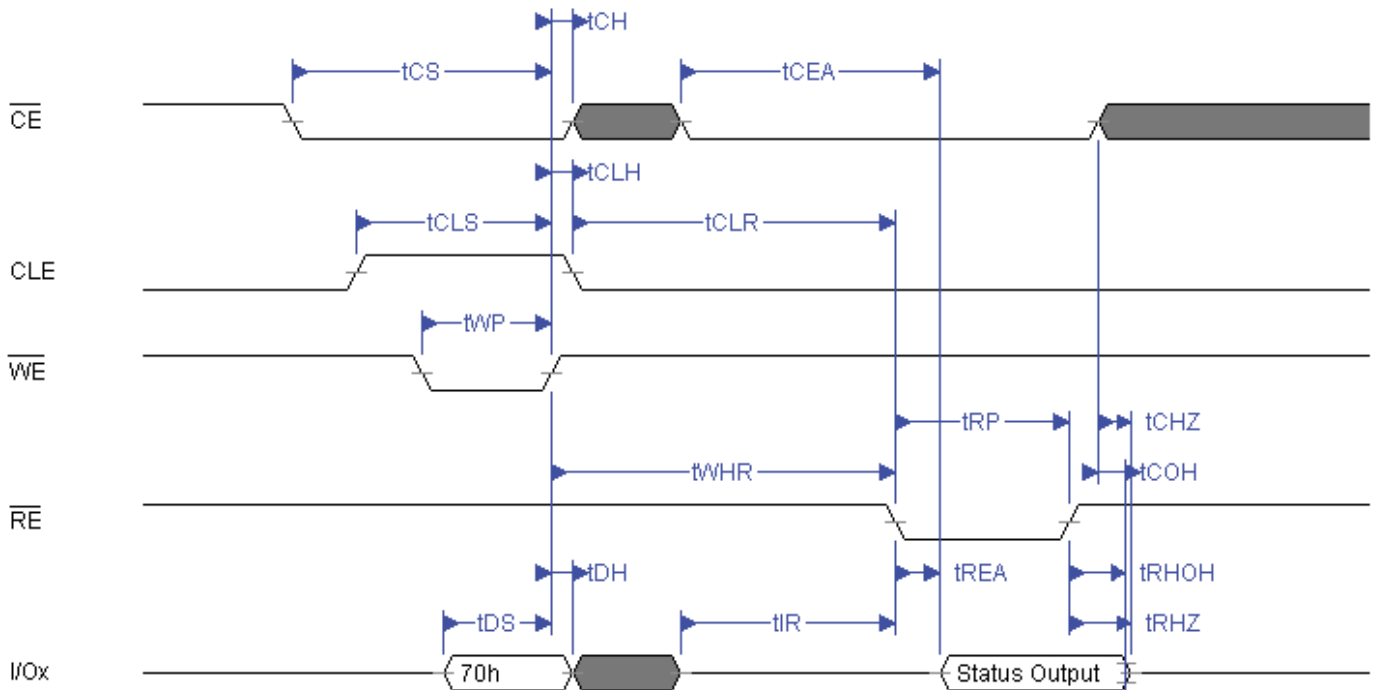 tCH
tCS
tCEA
CE
tCLH
tCLS
tCLR
CLE
tWP
WE
tRP
tCHZ
tWHR
tCOH
RE
tDH
tREA
tRHOH
tDS
tIR
tRHZ
I/Ox
70h
Status Output